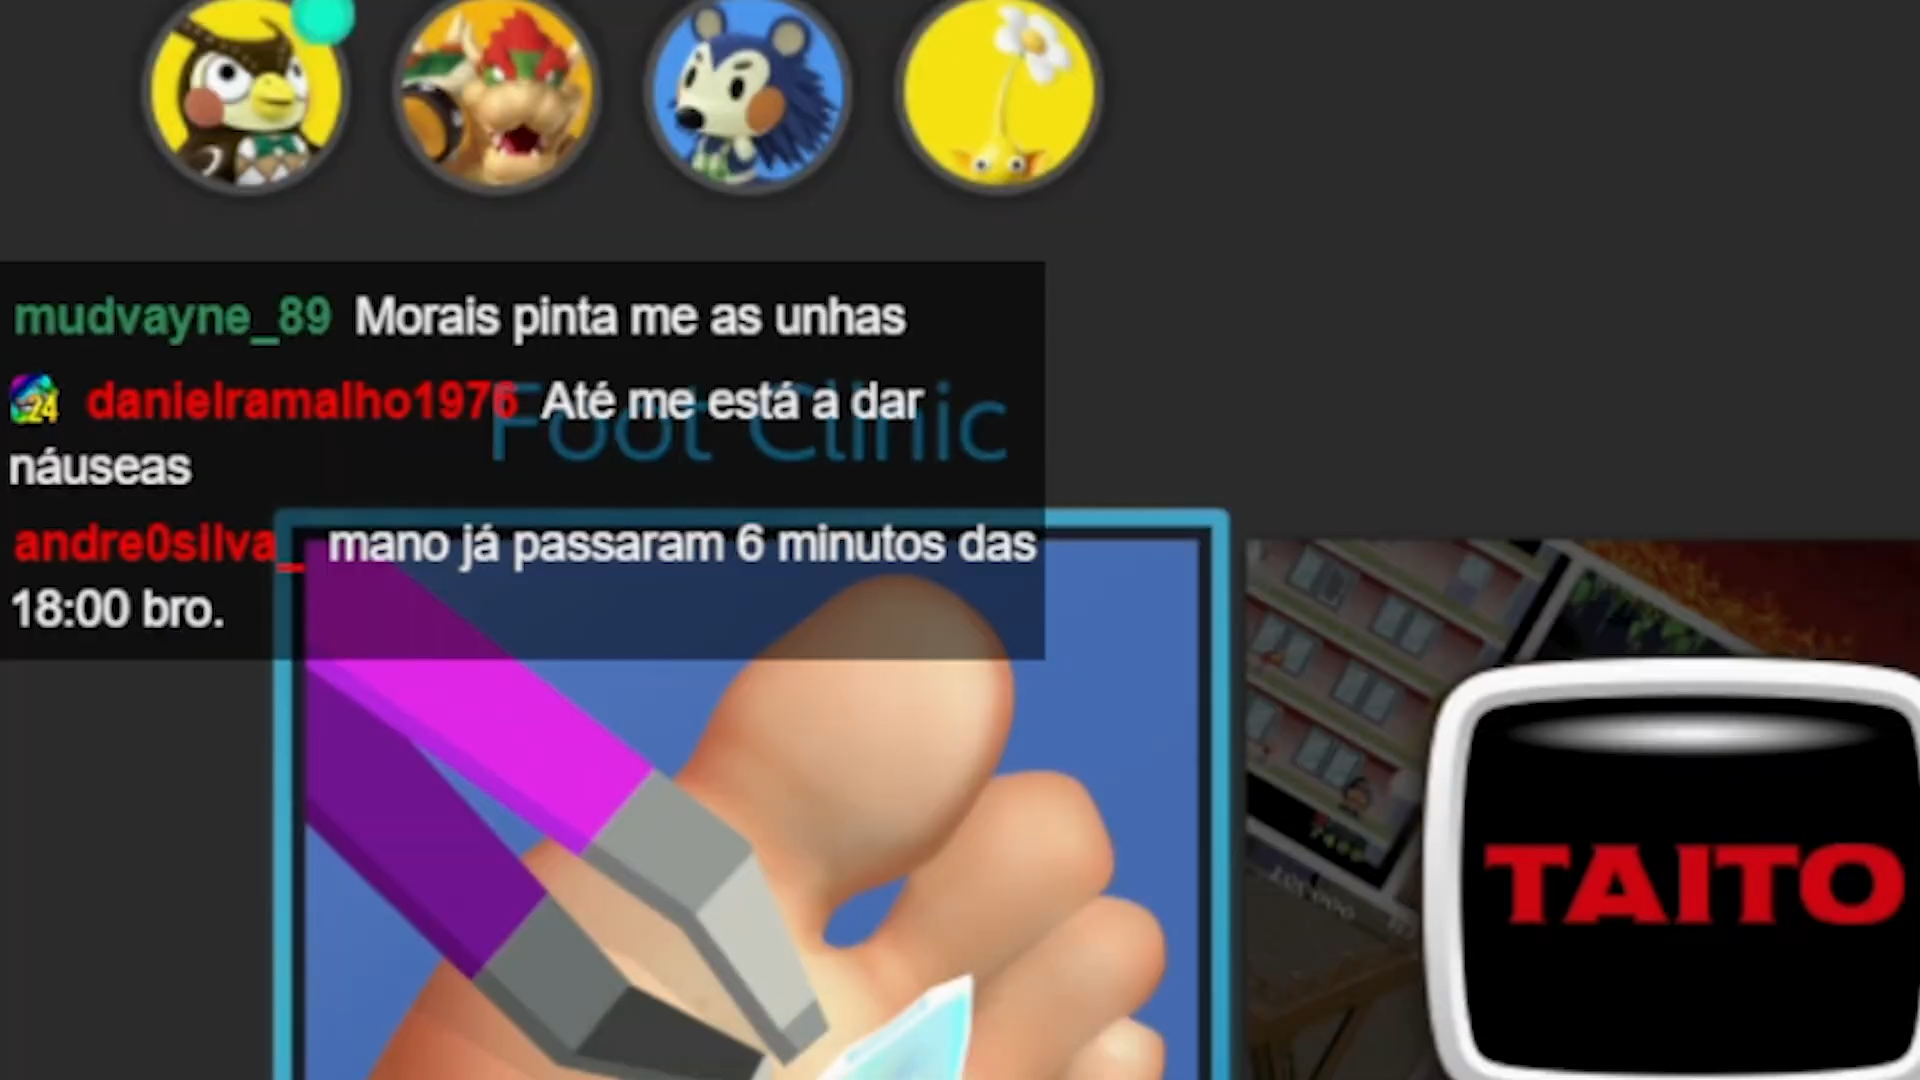 mudvayne_89 Morais pinta me as unhas
danielramalho1976 Até me está a dar
náuseas
Foot Clinic
andre0silva_ mano já passaram 6 minutos das
18:00 bro.
24
TAITO